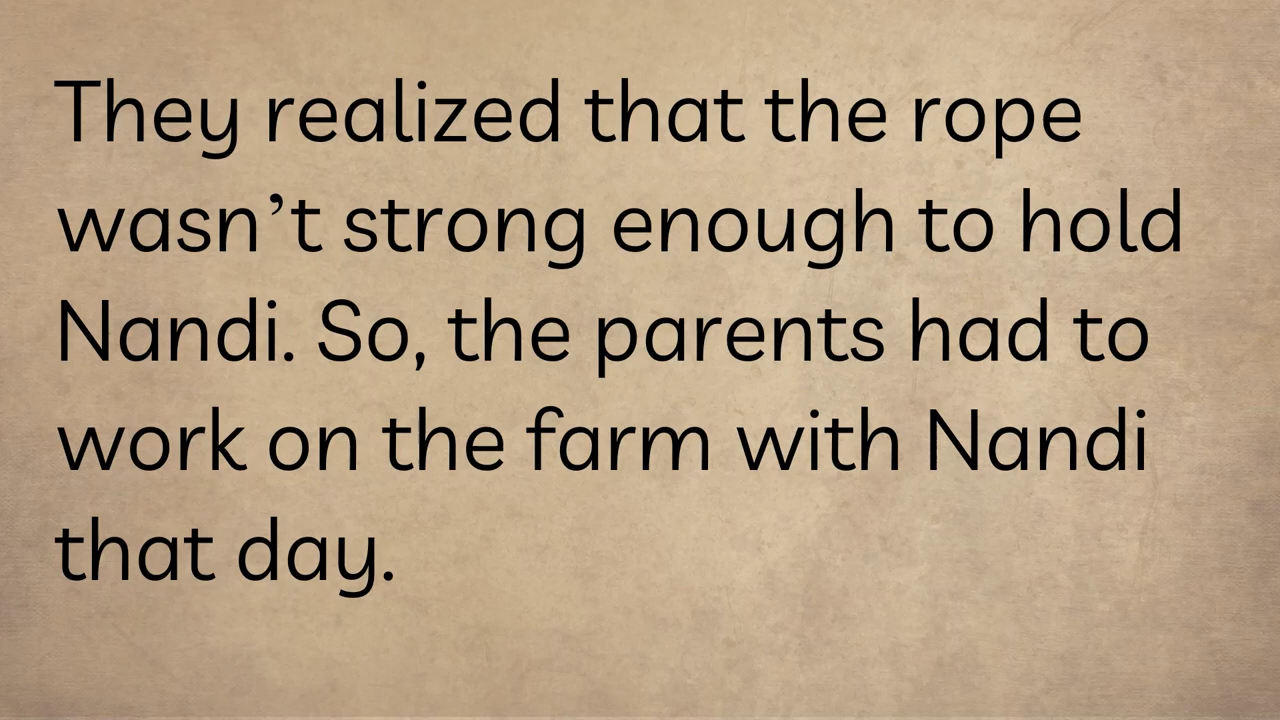 They realized that the rope
wasn’t strong enough to hold
Nandi. So, the parents had to
work on the farm with Nandi
that day.